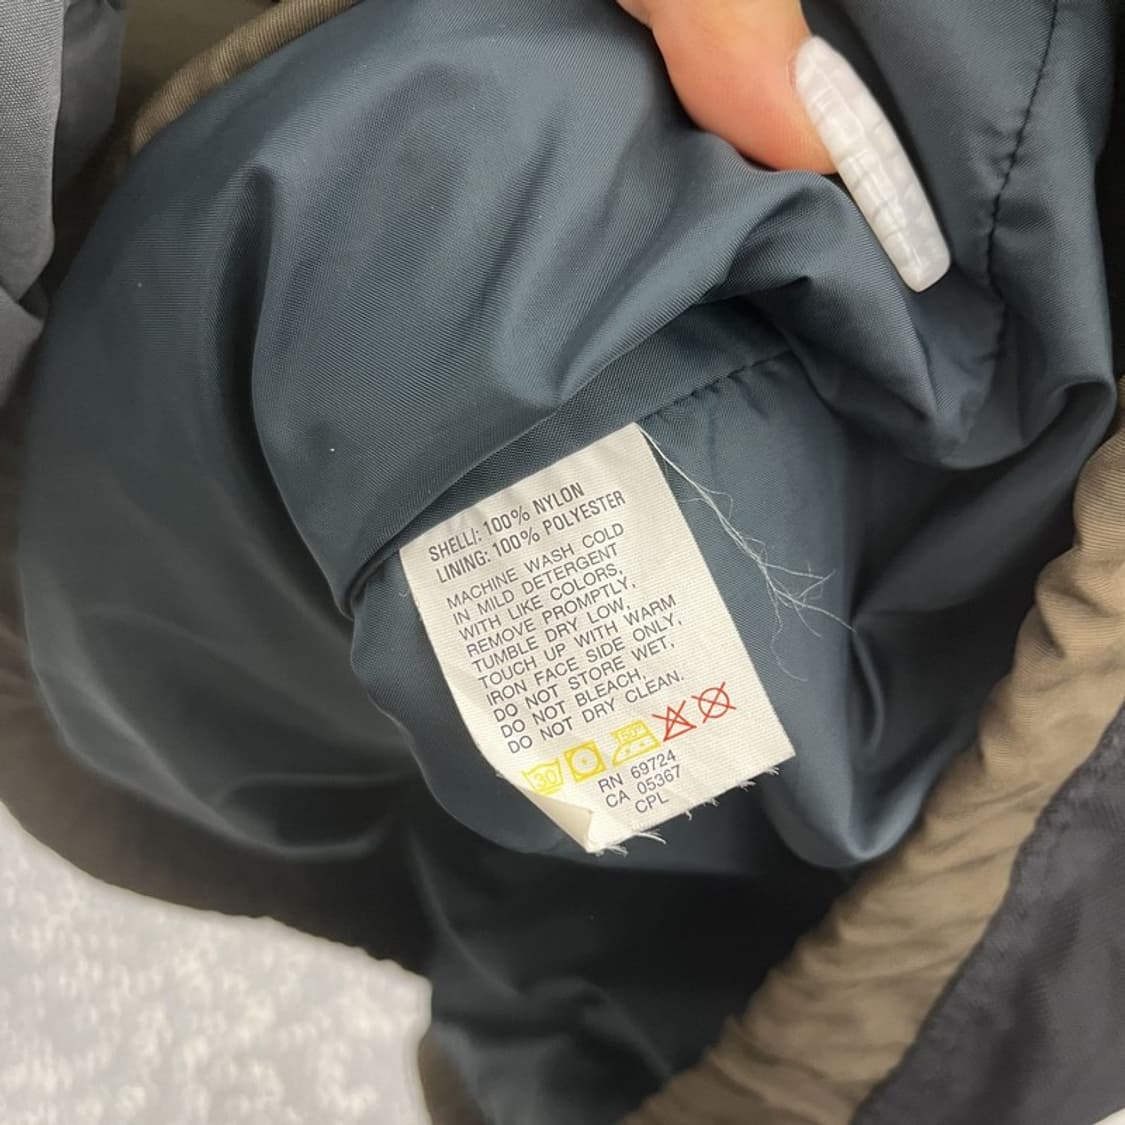 SHELL/: 100% NYLON
LINING: 100% POLYESTER
MACHINE WASH COLD
IN MILD DETERGENT
WITH LIKE COLORS,
REMOVE PROMPTLY,
TUMBLE DRY LOW,
TOUCH UP WITH WARM
IRON FACE SIDE ONLY,
DO NOT STORE WET,
DO NOT BLEACH,
DO NOT DRY CLEAN.
30
RN 69724
CA 05367
CPL